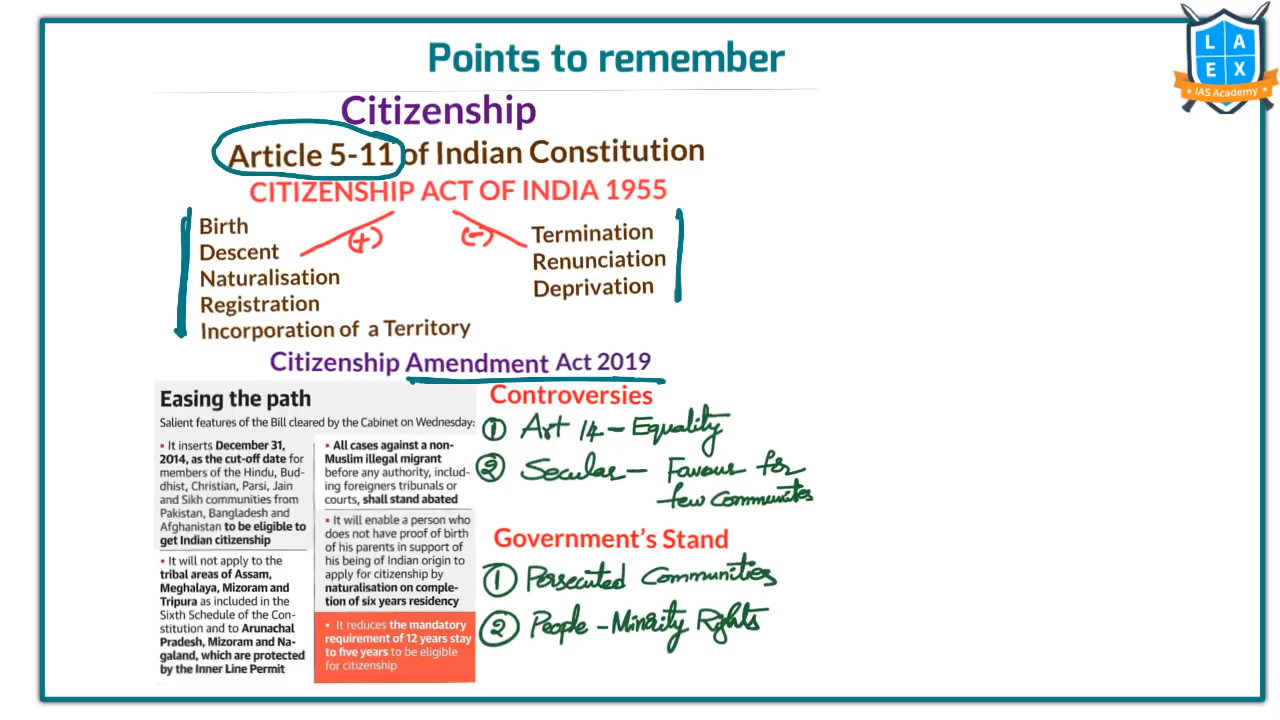 Points to remember
L A
E X
IAS Academy
Citizenship
Article 5-11 of Indian Constitution
CITIZENSHIP ACT OF INDIA 1955
Birth
Descent
Naturalisation
Registration
Incorporation of a Territory
(+)
(-)
Termination
Renunciation
Deprivation
Citizenship Amendment Act 2019
Easing the path
Salient features of the Bill cleared by the Cabinet on Wednesday:
▪ It inserts December 31,
2014, as the cut-off date for
members of the Hindu, Bud-
dhist, Christian, Parsi, Jain
and Sikh communities from
Pakistan, Bangladesh and
Afghanistan to be eligible to
get Indian citizenship
▪ It will not apply to the
tribal areas of Assam,
Meghalaya, Mizoram and
Tripura as included in the
Sixth Schedule of the Con-
stitution and to Arunachal
Pradesh, Mizoram and Na-
galand, which are protected
by the Inner Line Permit
▪ All cases against a non-
Muslim illegal migrant
before any authority, includ-
ing foreigners tribunals or
courts, shall stand abated
▪ It will enable a person who
does not have proof of birth
of his parents in support of
his being of Indian origin to
apply for citizenship by
naturalisation on comple-
tion of six years residency
▪ It reduces the mandatory
requirement of 12 years stay
to five years to be eligible
for citizenship
Controversies
① Art 14 – Equality
② Secular – Favour for
few Communities
Government's Stand
① Persecuted Communities
② People – Minority Rights